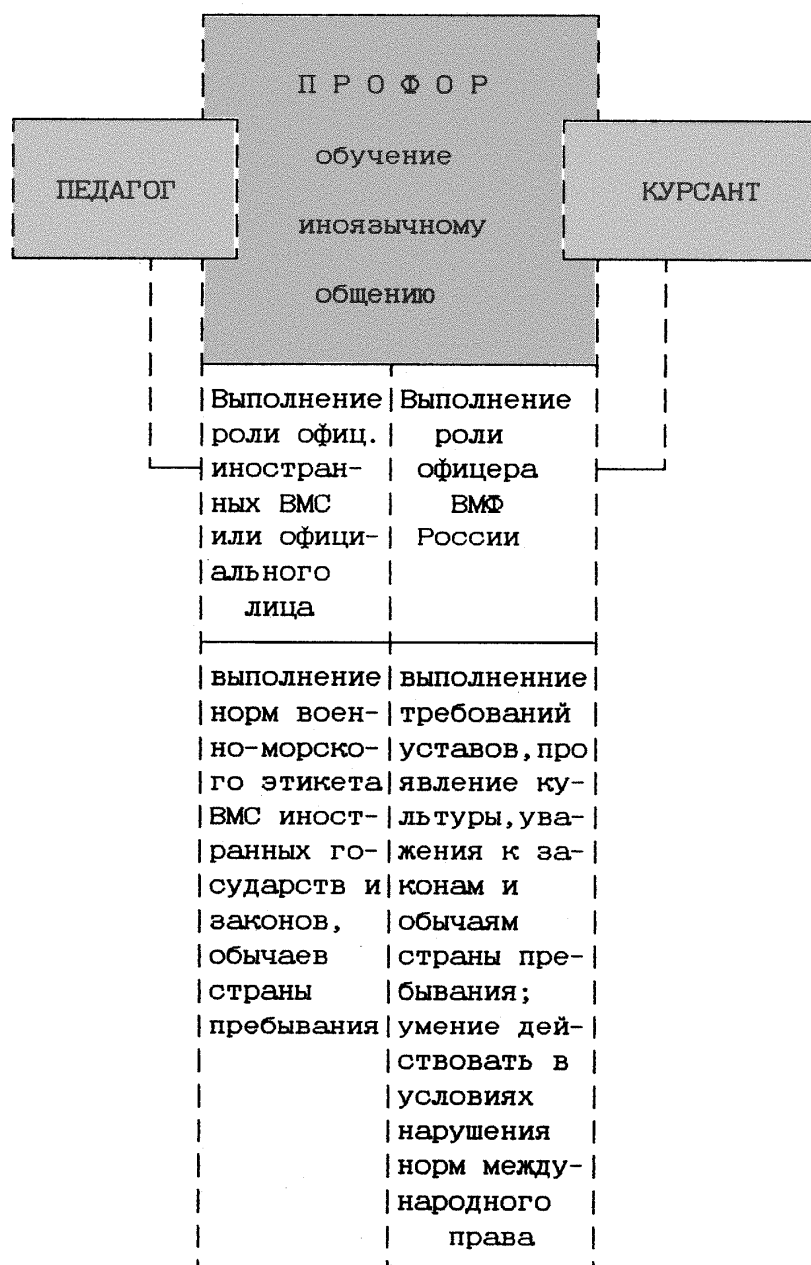 П Р О Ф О Р
обучение
иноязычному
общению
ПЕДАГОГ
КУРСАНТ
Выполнение
роли офиц.
иностран-
ных ВМС
или офици-
ального
лица
Выполнение
роли
офицера
ВМФ
России
выполнение
норм воен-
но-морско-
го этикета
ВМС иност-
ранных го-
сударств и
законов,
обычаев
страны
пребывания
выполненние
требований
уставов,про
явление ку-
льтуры,ува-
жения к за-
конам и
обычаям
страны пре-
бывания;
умение дей-
ствовать в
условиях
нарушения
норм между-
народного
права